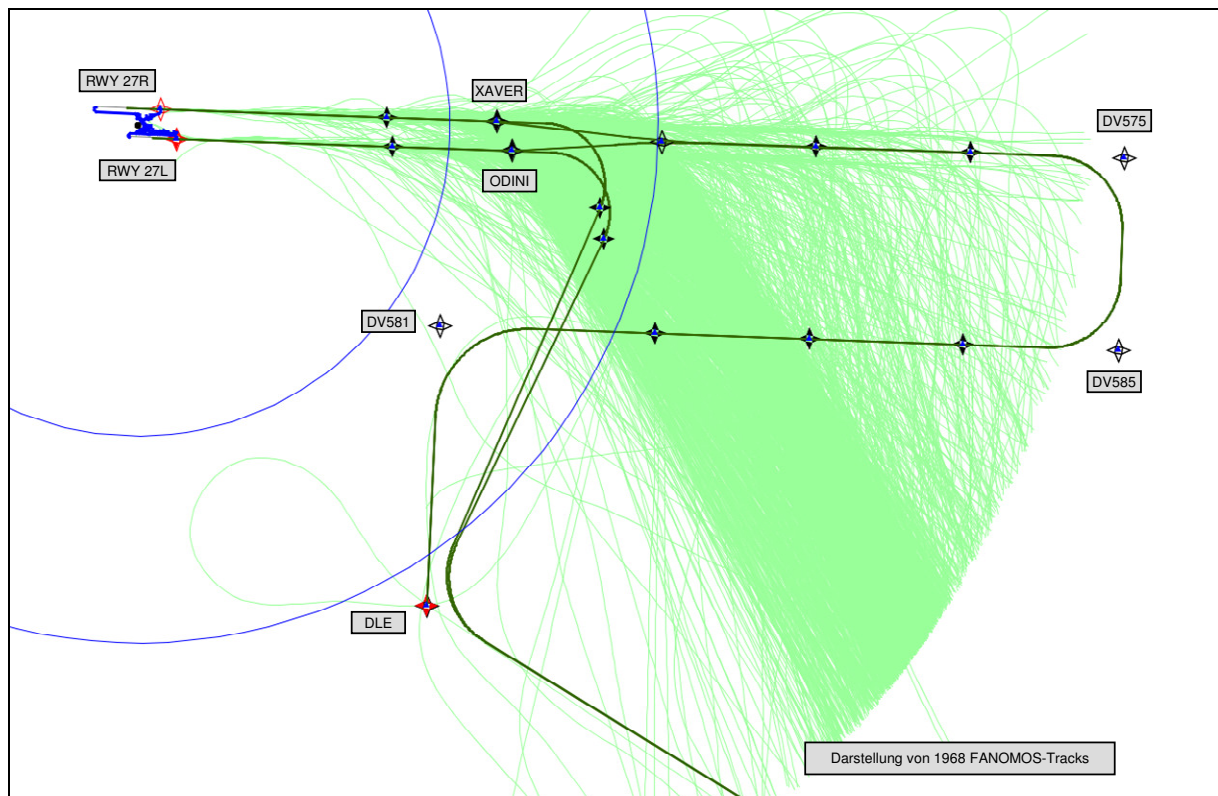 RWY 27R
XAVER
DV575
RWY 27L
ODINI
DV581
DV585
DLE
Darstellung von 1968 FANOMOS-Tracks